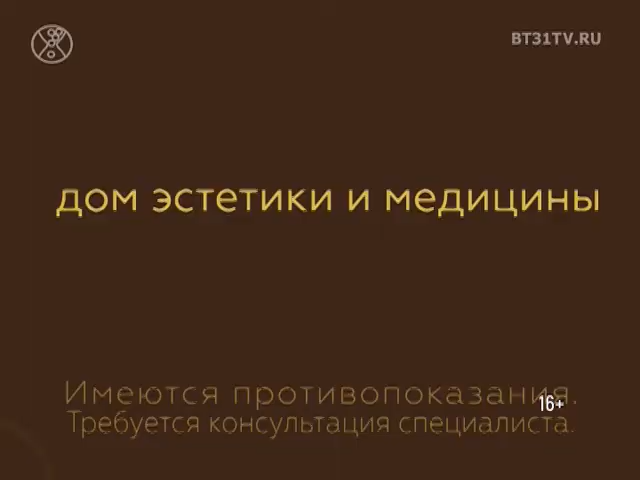 BT31TV.RU
дом эстетики и медицины
Имеются противопоказания.
16+
Требуется консультация специалиста.